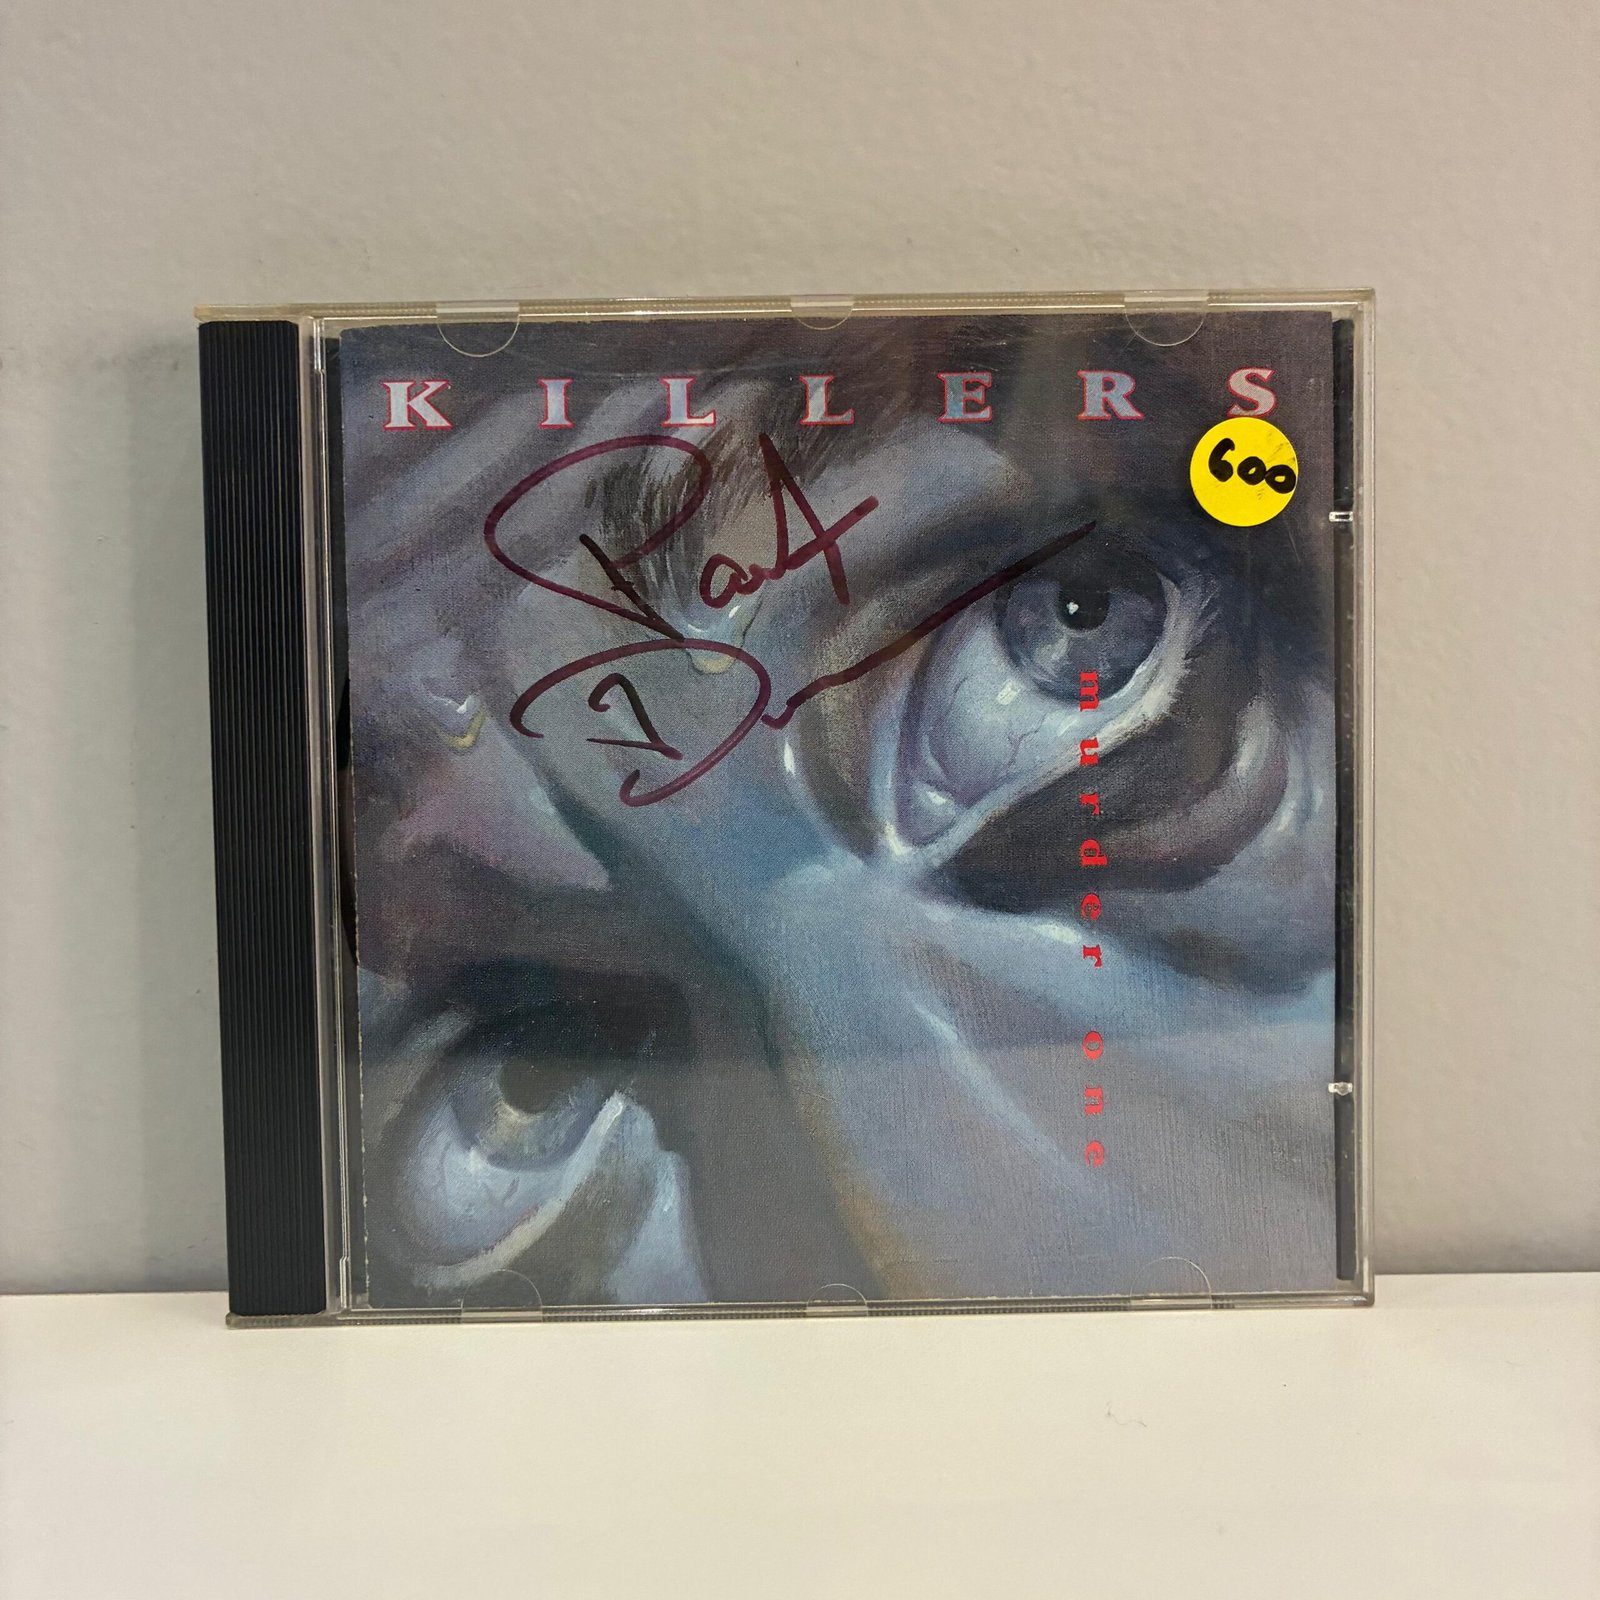 KILLERS
600
Paul
murder one